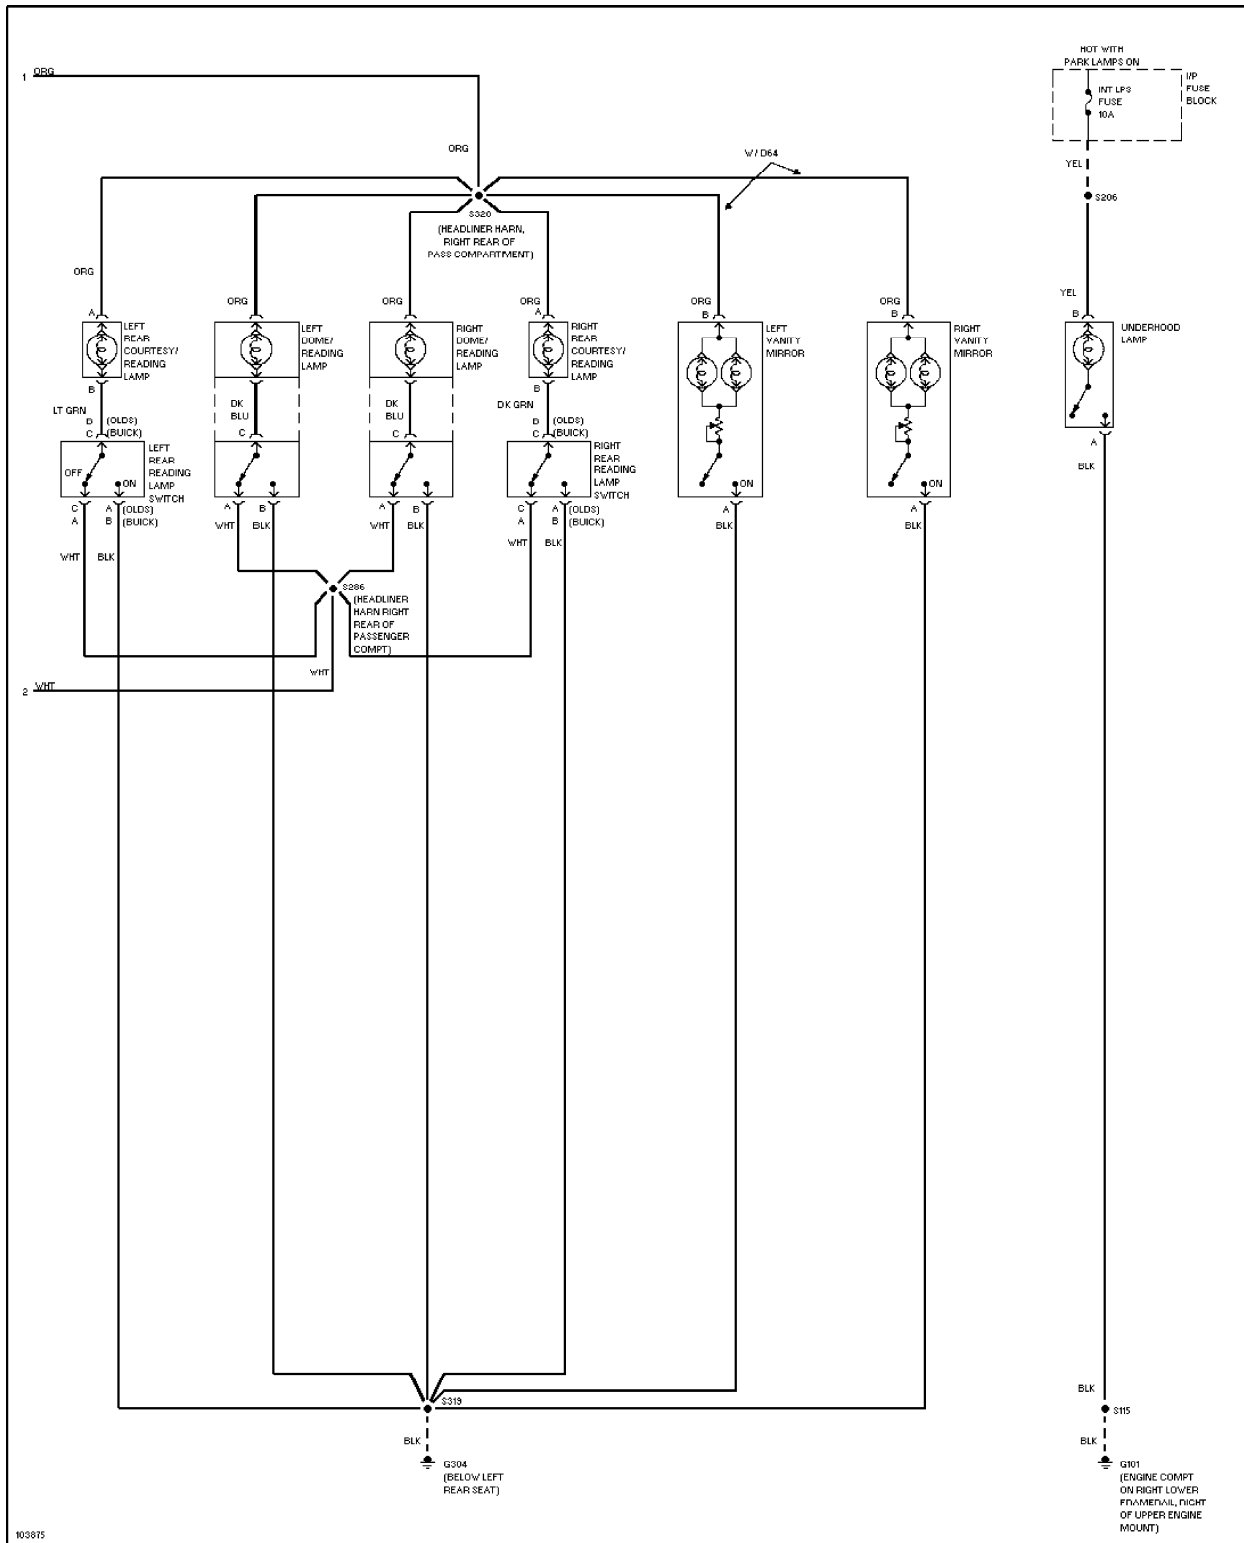 HOT WITH
PARK LAMPS ON
I/P
FUSE
BLOCK
INT LPS
FUSE
10A
1 ORG
ORG
W/ D64
YEL
S206
S320
(HEADLINER HARN,
RIGHT REAR OF
PASS COMPARTMENT)
ORG
ORG
ORG
ORG
ORG
ORG
YEL
A
A
B
B
B
LEFT
REAR
COURTESY/
READING
LAMP
LEFT
DOME/
READING
LAMP
RIGHT
DOME/
READING
LAMP
RIGHT
REAR
COURTESY/
READING
LAMP
LEFT
VANITY
MIRROR
RIGHT
VANITY
MIRROR
UNDERHOOD
LAMP
B
B
LT GRN
DK
BLU
DK
BLU
DK GRN
D (OLDS)
C (BUICK)
C
C
D (OLDS)
C (BUICK)
A
BLK
LEFT
REAR
READING
LAMP
SWITCH
OFF
ON
RIGHT
REAR
READING
LAMP
SWITCH
ON
ON
C A (OLDS)
A B (BUICK)
A B
A B
C A (OLDS)
A B (BUICK)
A
A
WHT BLK
WHT BLK
WHT BLK
WHT BLK
BLK
BLK
S286
(HEADLINER
HARN RIGHT
REAR OF
PASSENGER
COMPT)
WHT
2 WHT
BLK
S319
S115
BLK
BLK
G304
(BELOW LEFT
REAR SEAT)
G101
(ENGINE COMPT
ON RIGHT LOWER
FRAMERAIL, RIGHT
OF UPPER ENGINE
MOUNT)
103875